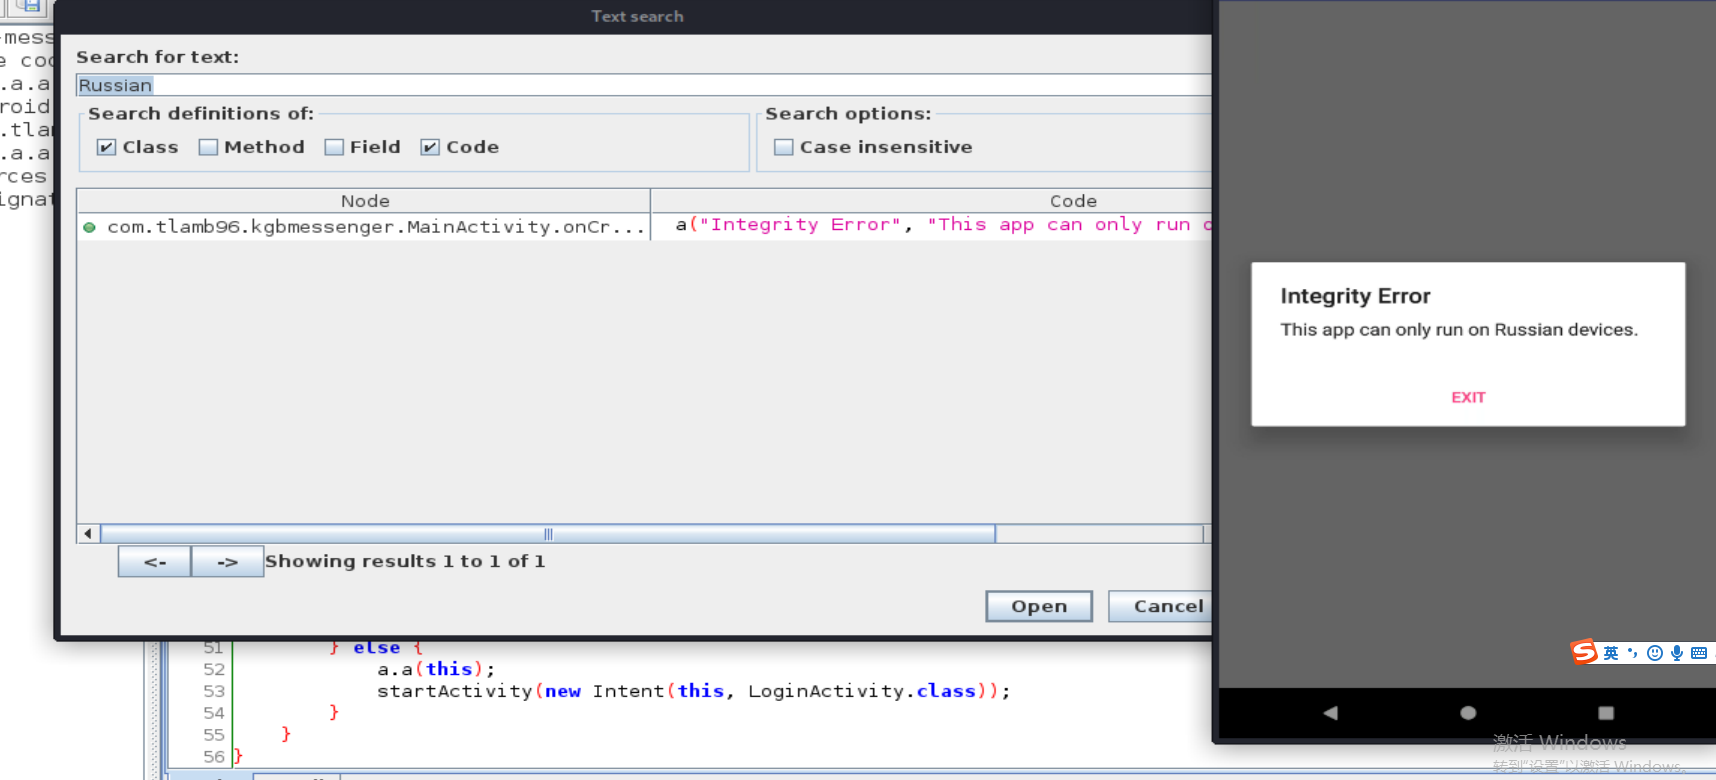 Text search
-mess
e co
.a.a
roid
.tla
.a.a
rces
ignat
Search for text:
Russian
Search definitions of:
Class Method Field Code
Search options:
Case insensitive
Node Code
com.tlamb96.kgbmessenger.MainActivity.onCr... a("Integrity Error", "This app can only run
<- -> Showing results 1 to 1 of 1
Open Cancel
Integrity Error
This app can only run on Russian devices.
EXIT
51 } else {
52 a.a(this);
53 startActivity(new Intent(this, LoginActivity.class));
54 }
55 }
56 }
英
激活 Windows
转到"设置"以激活 Windows。